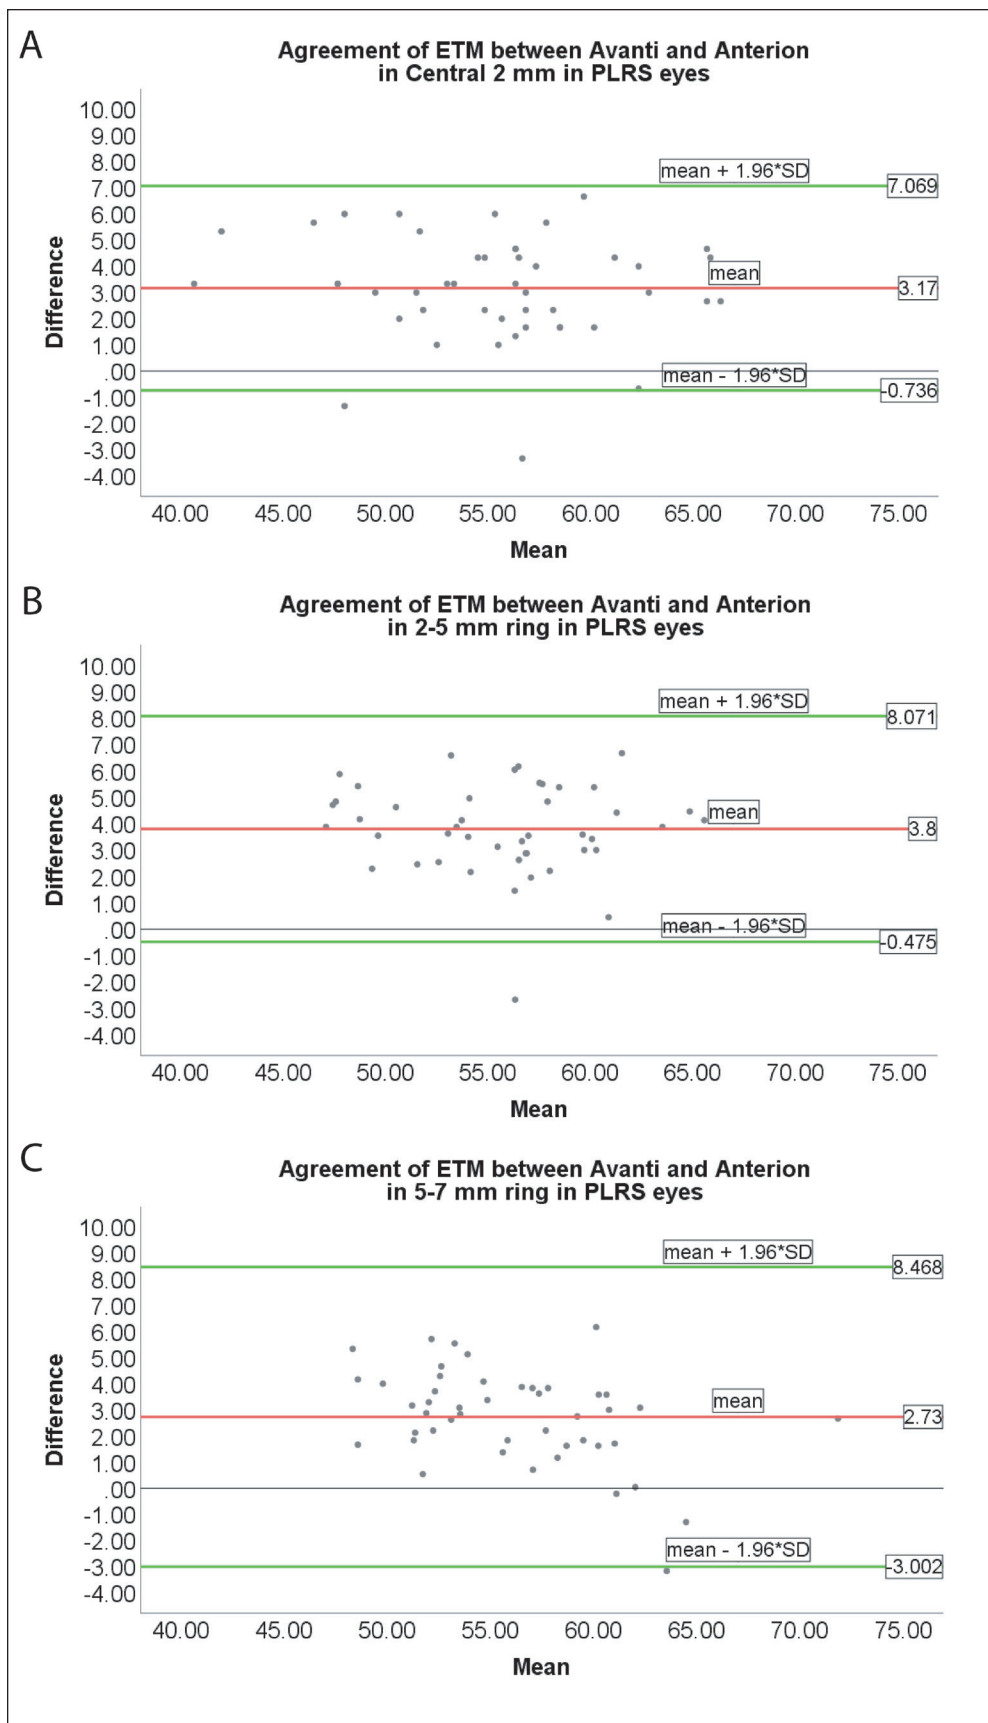 A
Agreement of ETM between Avanti and Anterion
in Central 2 mm in PLRS eyes
10.00
9.00
8.00
7.00
6.00
5.00
4.00
3.00
2.00
1.00
.00
-1.00
-2.00
-3.00
-4.00
Difference
mean + 1.96*SD
7.069
mean
3.17
mean - 1.96*SD
-0.736
40.00 45.00 50.00 55.00 60.00 65.00 70.00 75.00
Mean
B
Agreement of ETM between Avanti and Anterion
in 2-5 mm ring in PLRS eyes
10.00
9.00
8.00
7.00
6.00
5.00
4.00
3.00
2.00
1.00
.00
-1.00
-2.00
-3.00
-4.00
Difference
mean + 1.96*SD
8.071
mean
3.8
mean - 1.96*SD
-0.475
40.00 45.00 50.00 55.00 60.00 65.00 70.00 75.00
Mean
C
Agreement of ETM between Avanti and Anterion
in 5-7 mm ring in PLRS eyes
10.00
9.00
8.00
7.00
6.00
5.00
4.00
3.00
2.00
1.00
.00
-1.00
-2.00
-3.00
-4.00
Difference
mean + 1.96*SD
8.468
mean
2.73
mean - 1.96*SD
-3.002
40.00 45.00 50.00 55.00 60.00 65.00 70.00 75.00
Mean